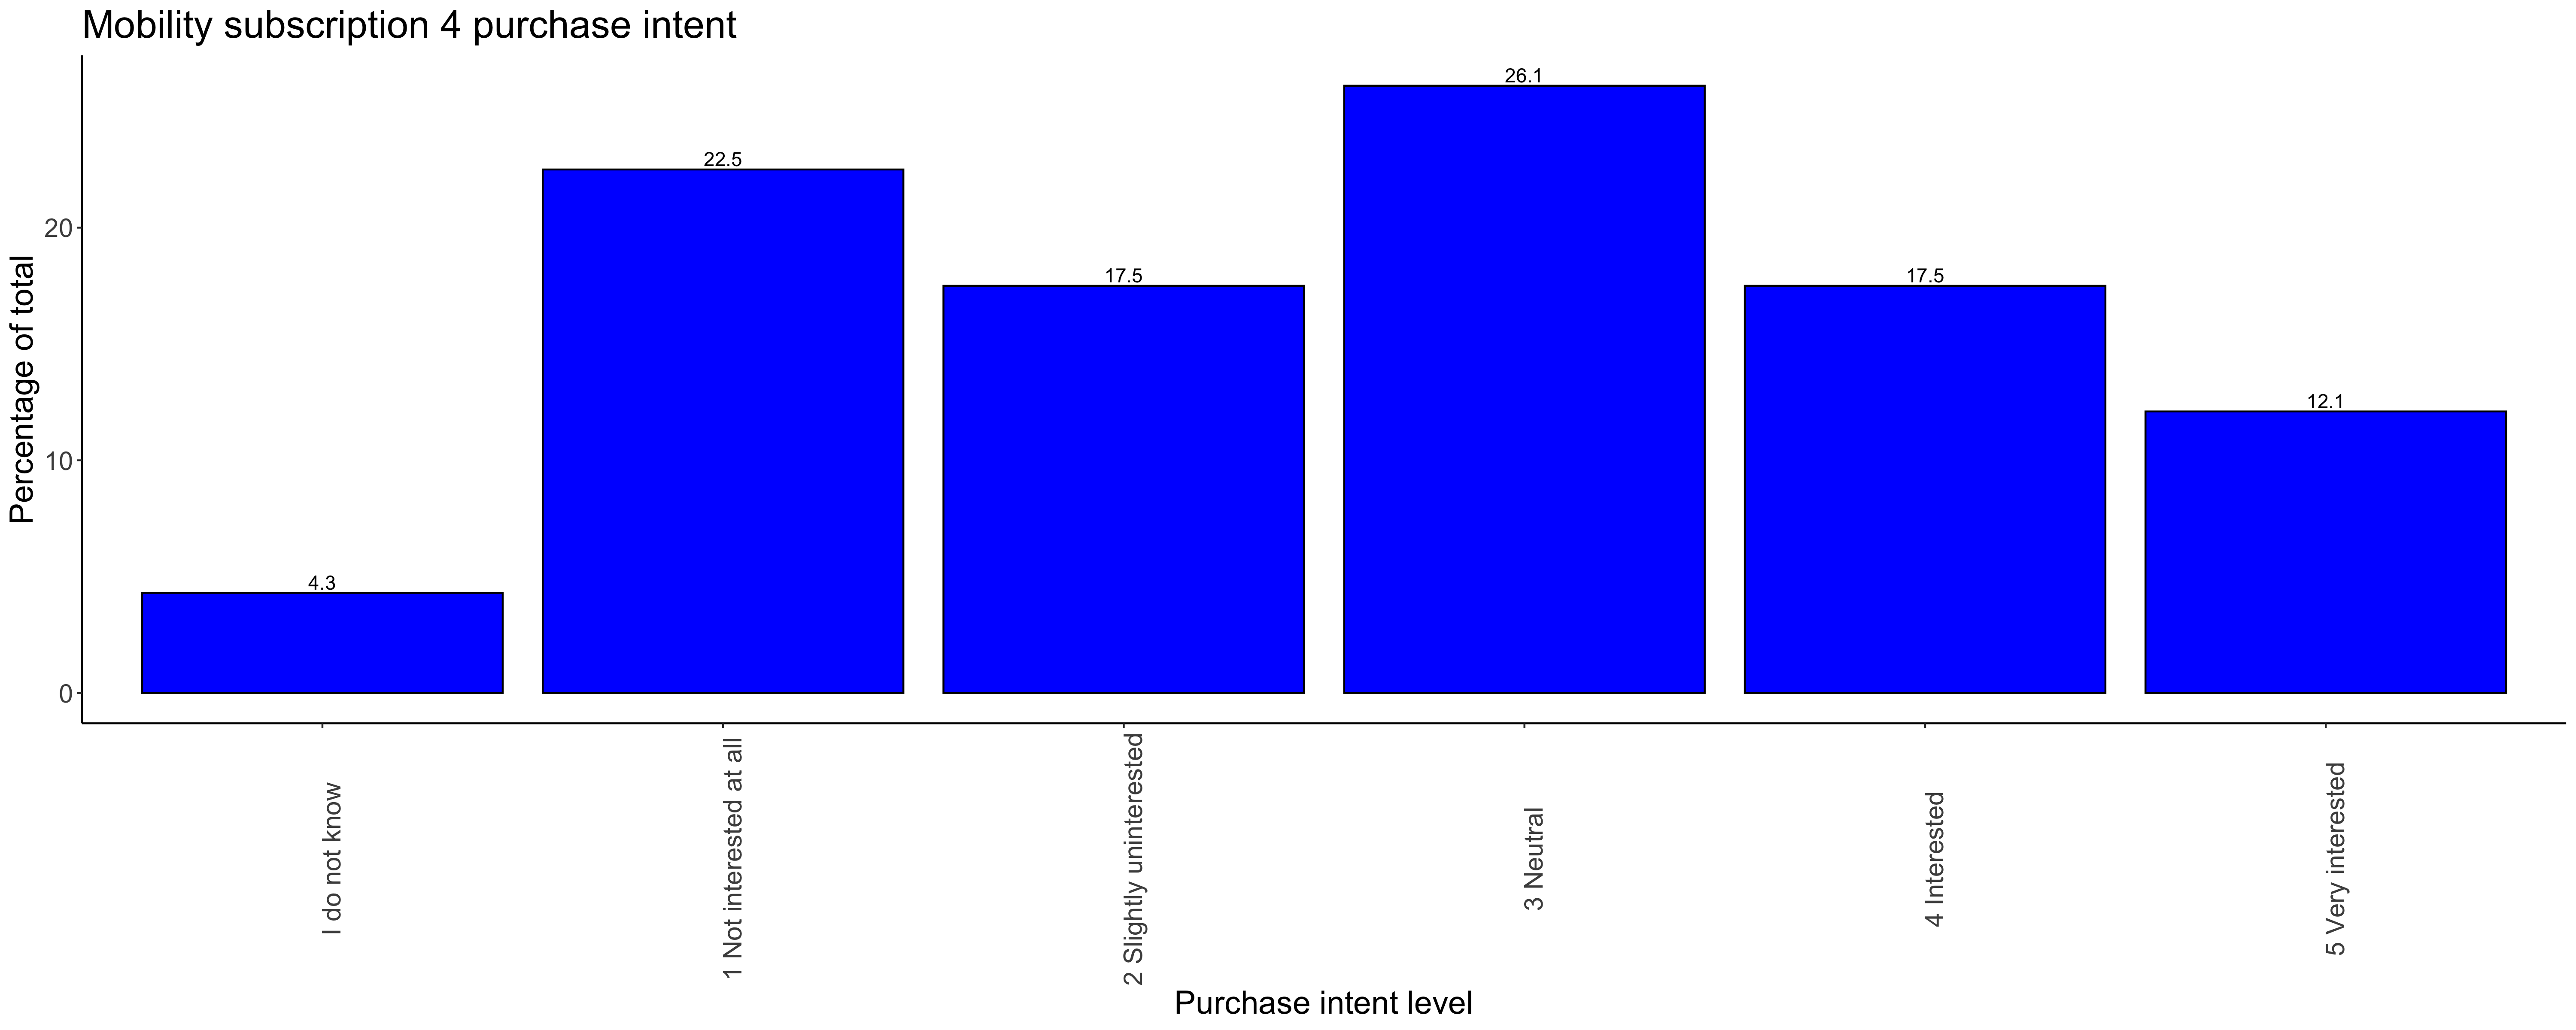 Mobility subscription 4 purchase intent
Percentage of total
20
10
0
4.3
22.5
17.5
26.1
17.5
12.1
I do not know
1 Not interested at all
2 Slightly uninterested
3 Neutral
4 Interested
5 Very interested
Purchase intent level